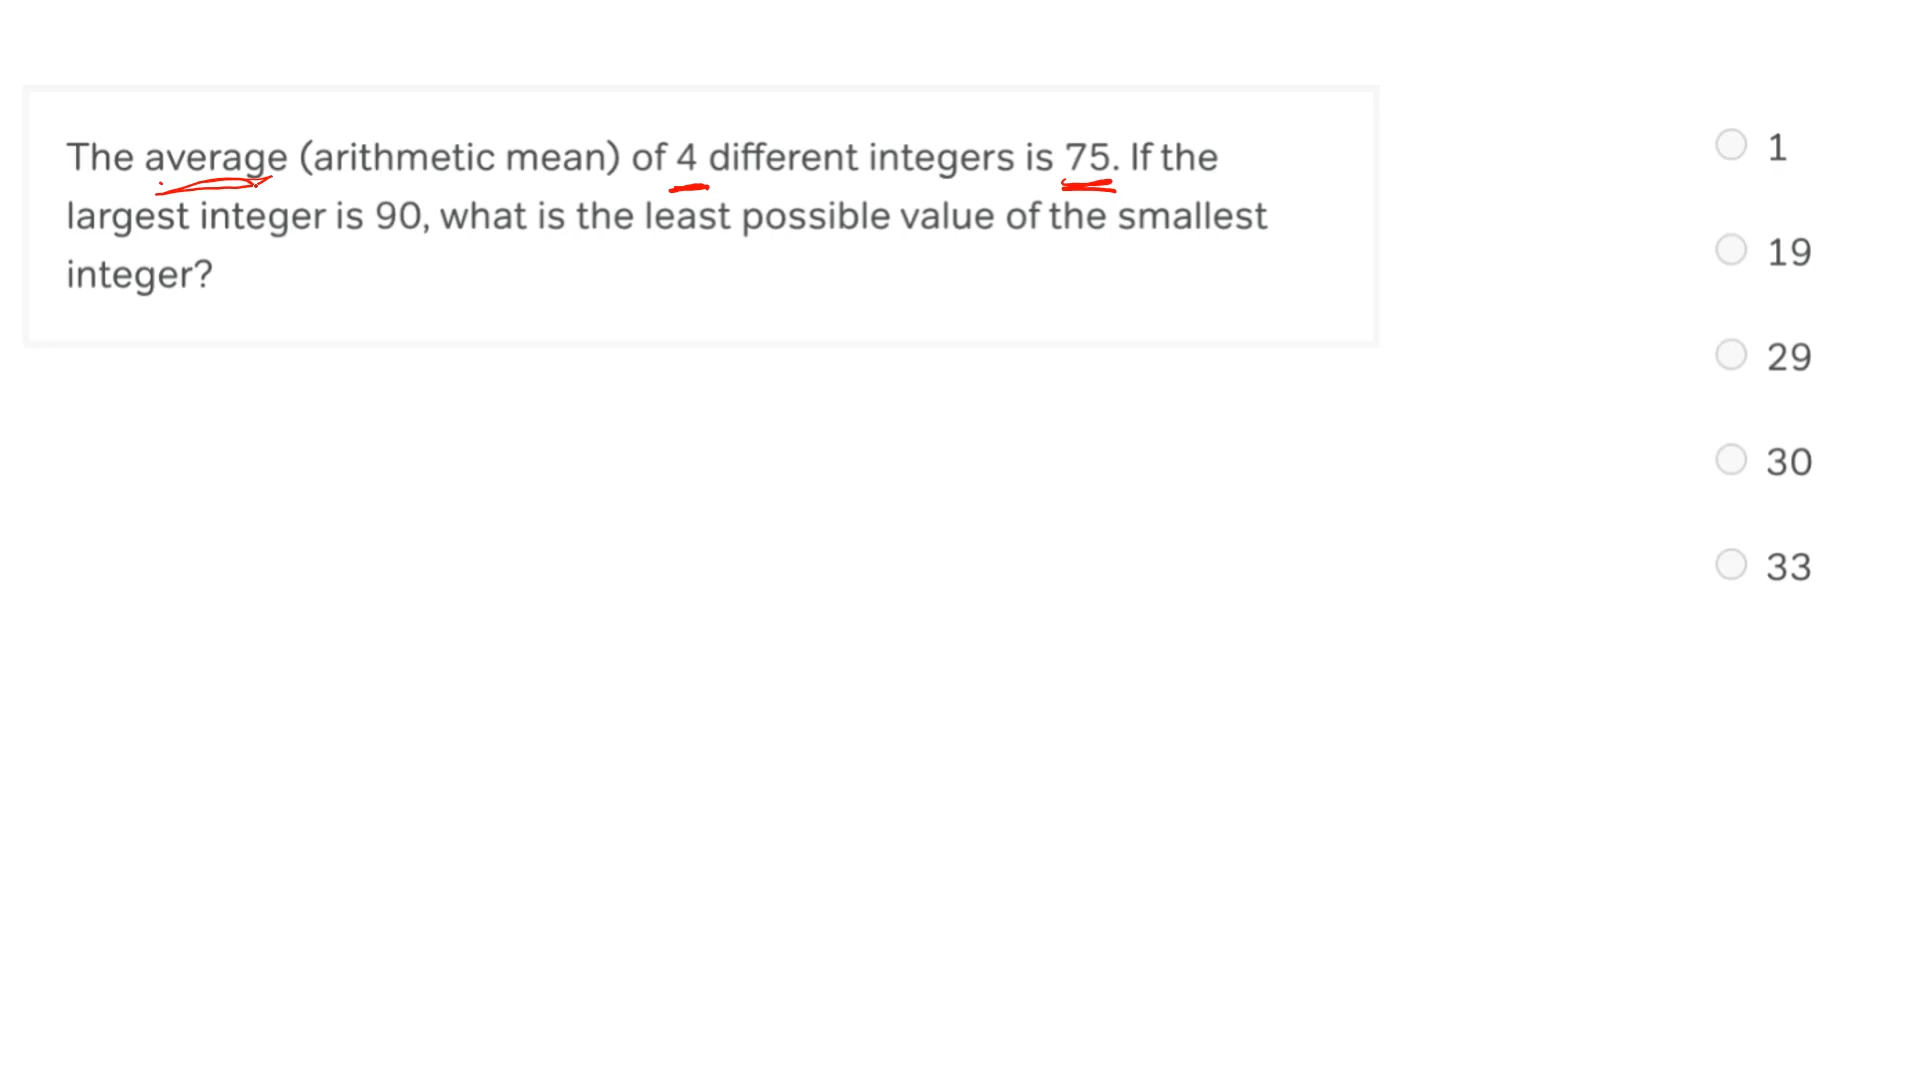 The average (arithmetic mean) of 4 different integers is 75. If the
largest integer is 90, what is the least possible value of the smallest
integer?
1
19
29
30
33